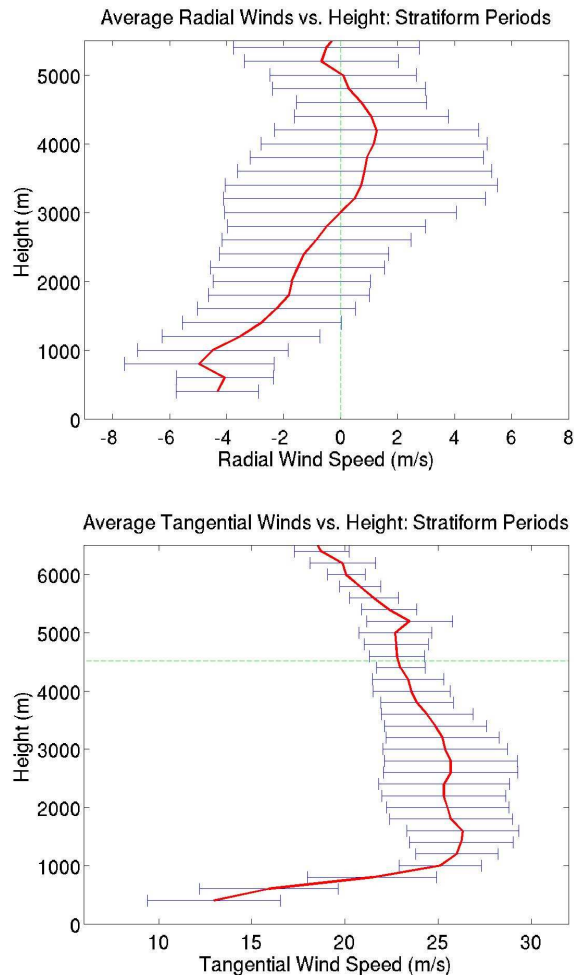 Average Radial Winds vs. Height: Stratiform Periods
5000
4000
3000
2000
1000
0
Height (m)
-8 -6 -4 -2 0 2 4 6 8
Radial Wind Speed (m/s)
Average Tangential Winds vs. Height: Stratiform Periods
6000
5000
4000
3000
2000
1000
0
Height (m)
10 15 20 25 30
Tangential Wind Speed (m/s)